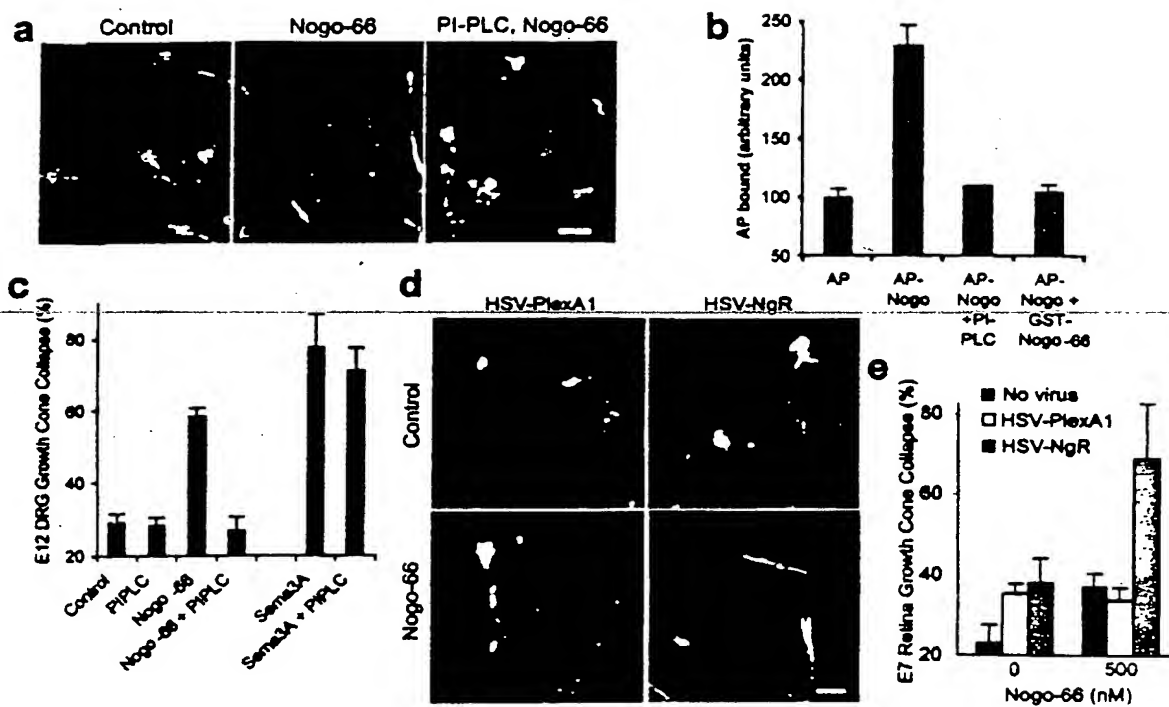 a
Control
Nogo-66
PI-PLC, Nogo-66
b
AP bound (arbitrary units)
250
200
150
100
50
AP
AP-
Nogo
AP-
Nogo
+PI-
PLC
AP-
Nogo +
GST-
Nogo-66
c
E12 DRG Growth Cone Collapse (%)
80
60
40
20
Control
PIPLC
Nogo -66
Nogo -66 + PIPLC
Sema3A
Sema3A + PIPLC
d
HSV-PlexA1
HSV-NgR
Control
Nogo-66
e
E7 Retina Growth Cone Collapse (%)
No virus
HSV-PlexA1
HSV-NgR
80
60
40
20
0
500
Nogo-66 (nM)